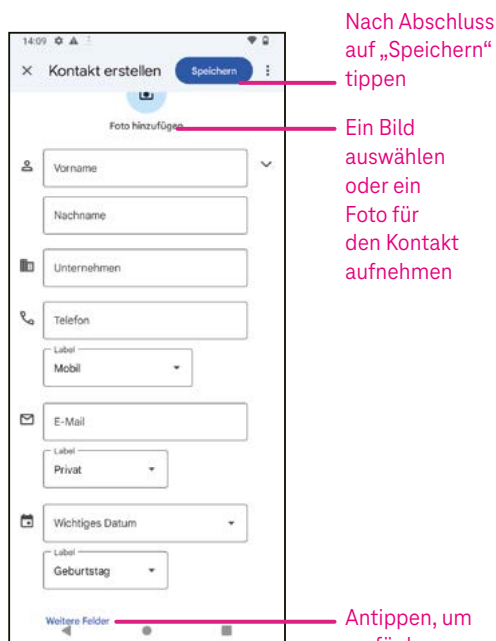 14:09
Kontakt erstellen
Speichern
Foto hinzufügen
Vorname
Nachname
Unternehmen
Telefon
Label
Mobil
E-Mail
Label
Privat
Wichtiges Datum
Label
Geburtstag
Weitere Felder
Nach Abschluss
auf „Speichern“
tippen
Ein Bild
auswählen
oder ein
Foto für
den Kontakt
aufnehmen
Antippen, um